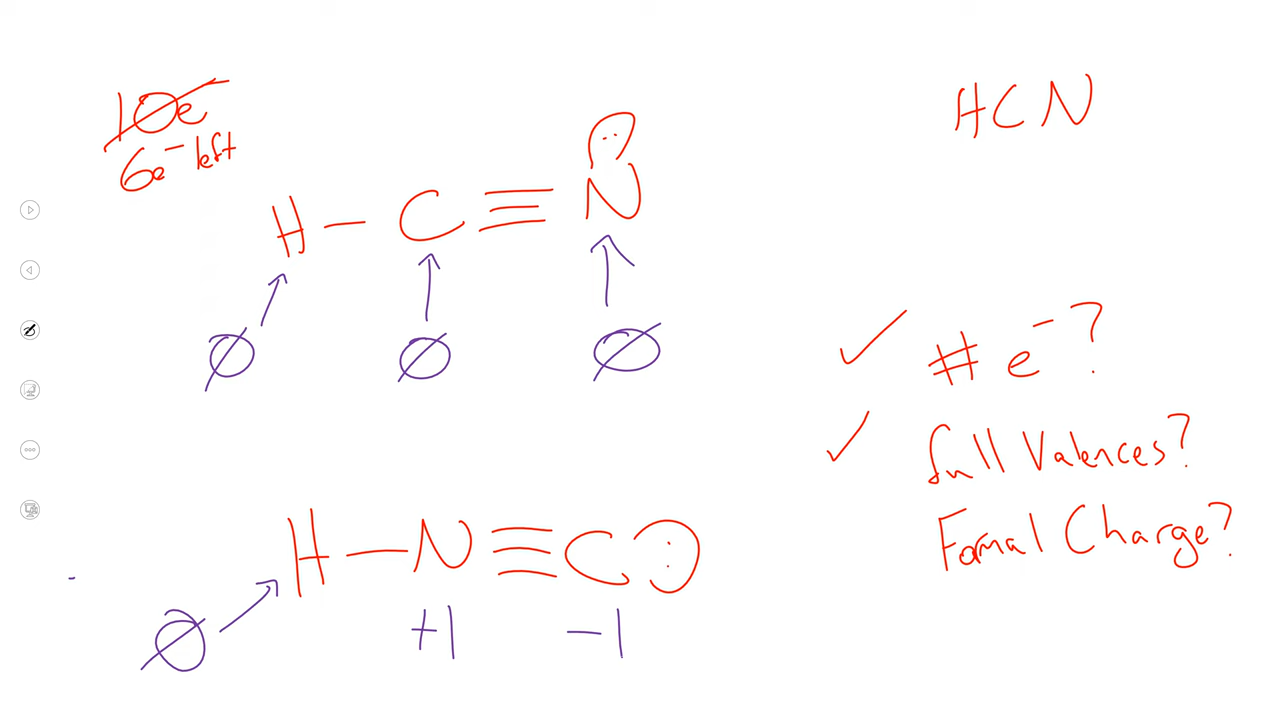 10e
6e⁻ left
HCN
H - C ≡ N̈
Ø Ø Ø
# e⁻?
full Valences?
Formal Charge?
H - N ≡ C:
Ø +1 -1